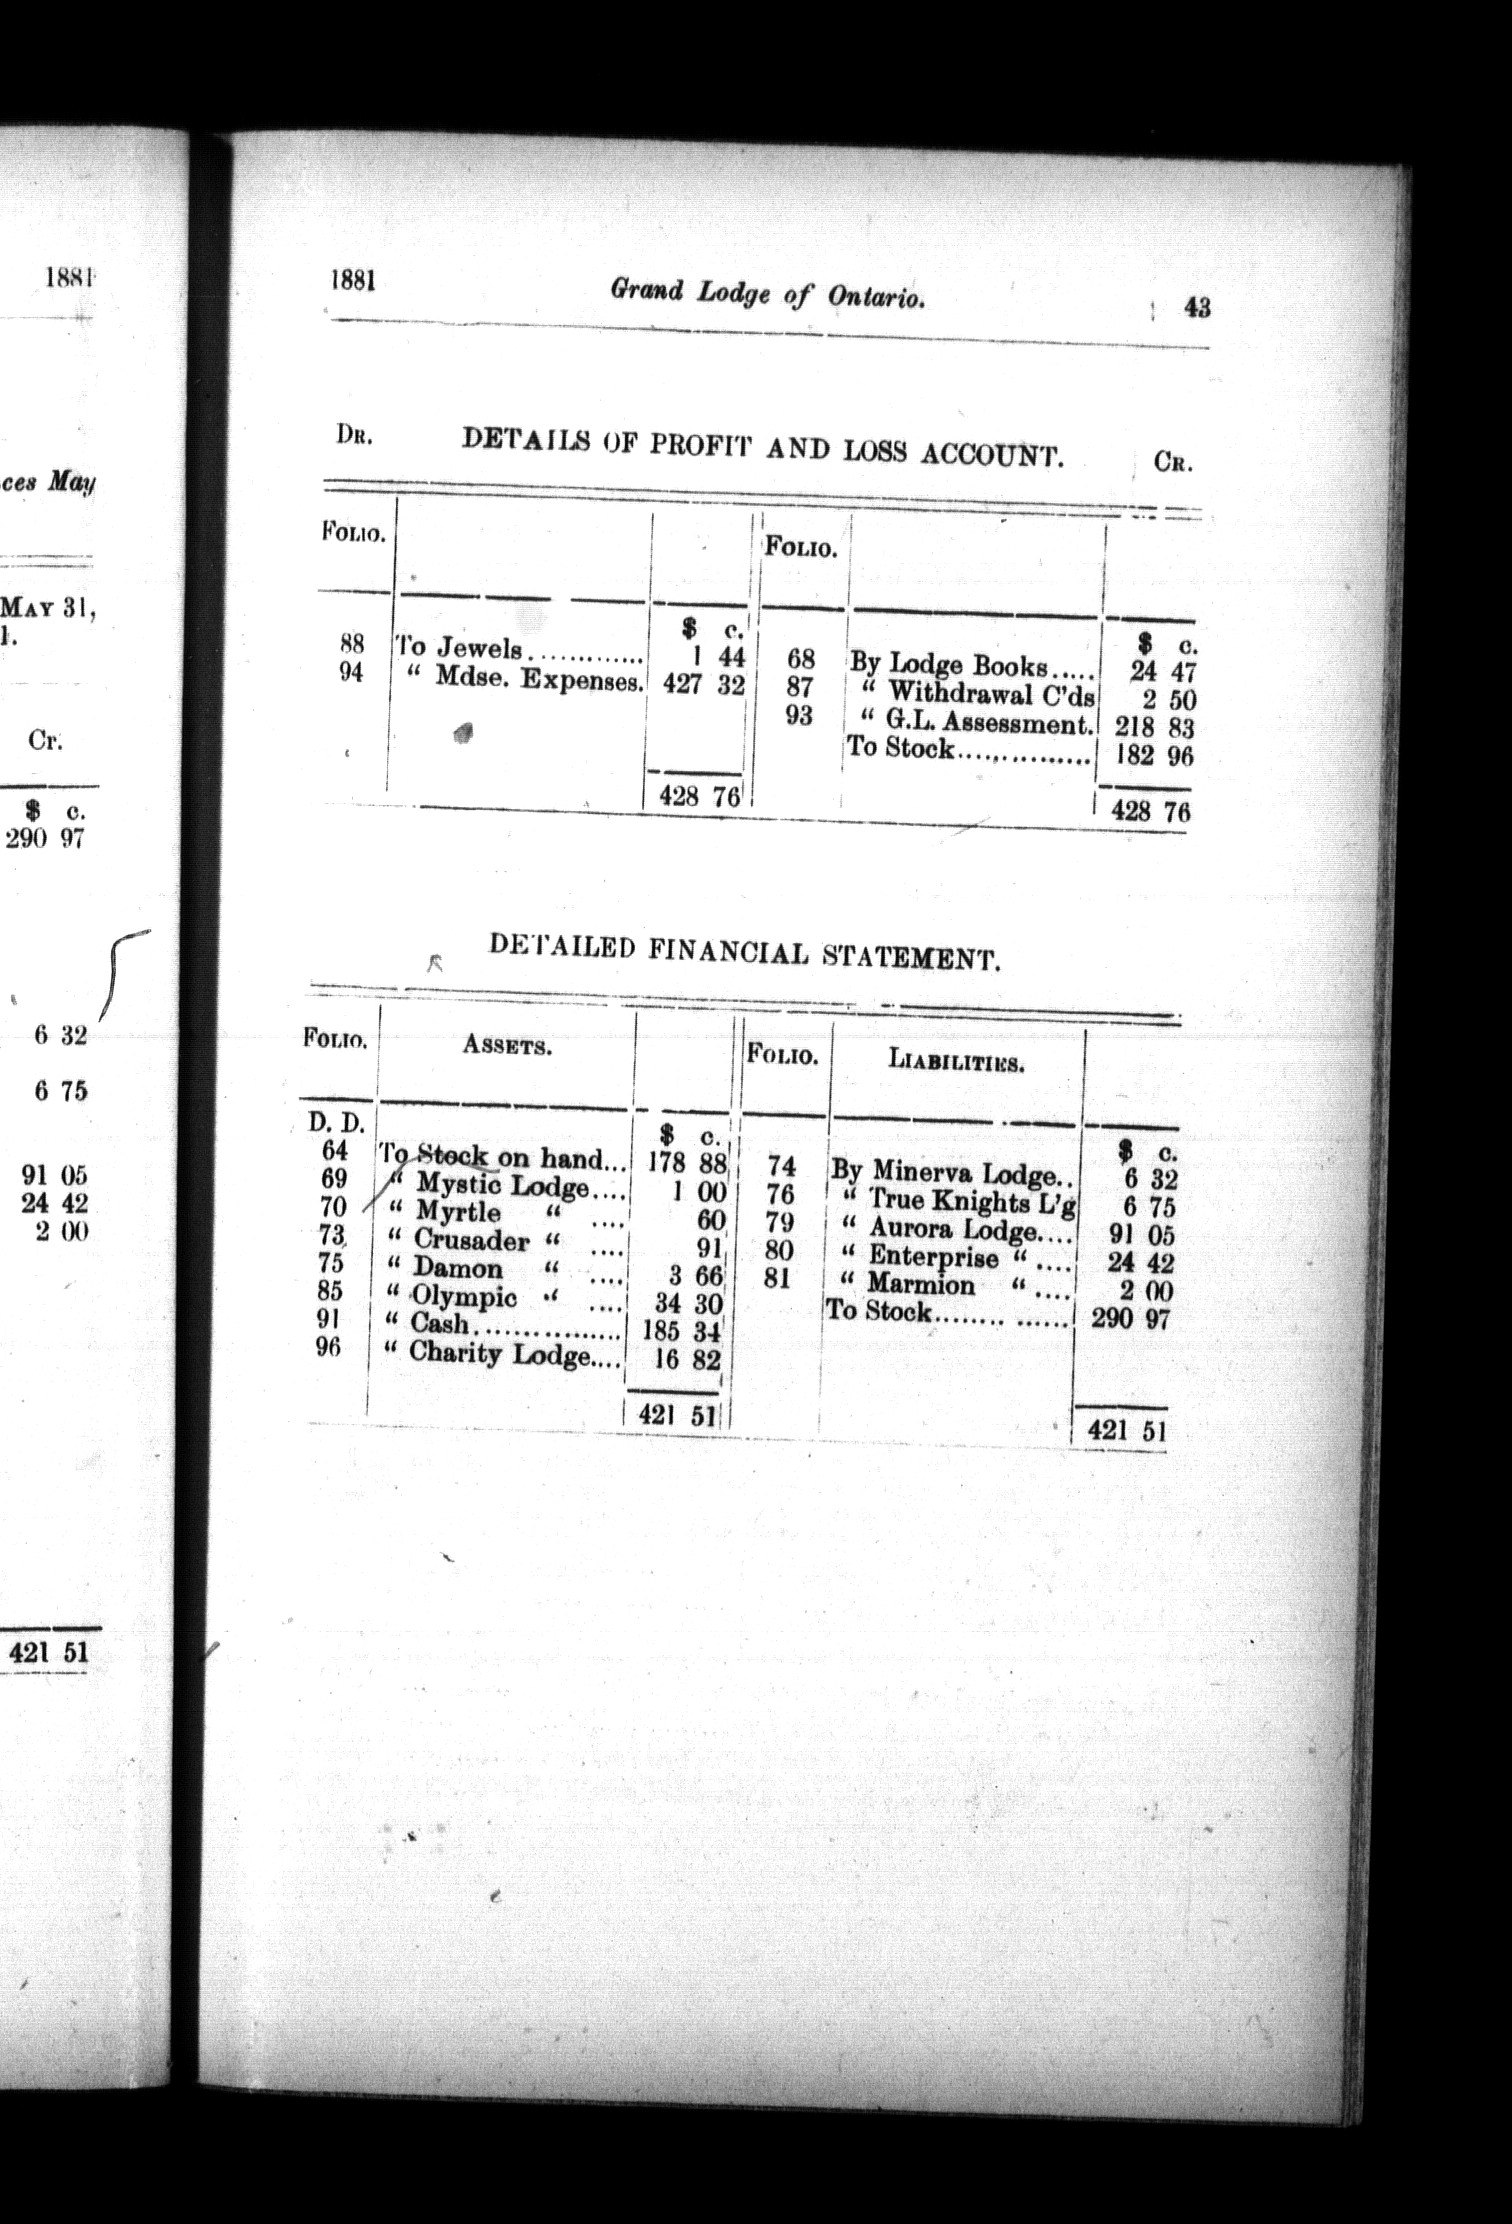 1881
ces May
MAY 31,
1.
Cr.
$ c.
290 97
6 32
6 75
91 05
24 42
2 00
421 51
1881 Grand Lodge of Ontario. 43
DR. DETAILS OF PROFIT AND LOSS ACCOUNT. CR.
FOLIO. FOLIO.
$ c. $ c.
88 To Jewels............. 1 44 68 By Lodge Books..... 24 47
94 “ Mdse. Expenses. 427 32 87 “ Withdrawal C'ds 2 50
93 “ G.L. Assessment. 218 83
To Stock................ 182 96
428 76 428 76
DETAILED FINANCIAL STATEMENT.
FOLIO. ASSETS. FOLIO. LIABILITIES.
D. D. $ c. $ c.
64 To Stock on hand... 178 88 74 By Minerva Lodge.. 6 32
69 “ Mystic Lodge.... 1 00 76 “ True Knights L'g 6 75
70 “ Myrtle “ .... 60 79 “ Aurora Lodge.... 91 05
73 “ Crusader “ .... 91 80 “ Enterprise “ .... 24 42
75 “ Damon “ .... 3 66 81 “ Marmion “ .... 2 00
85 “ Olympic “ .... 34 30 To Stock............... 290 97
91 “ Cash................ 185 34
96 “ Charity Lodge.... 16 82
421 51 421 51